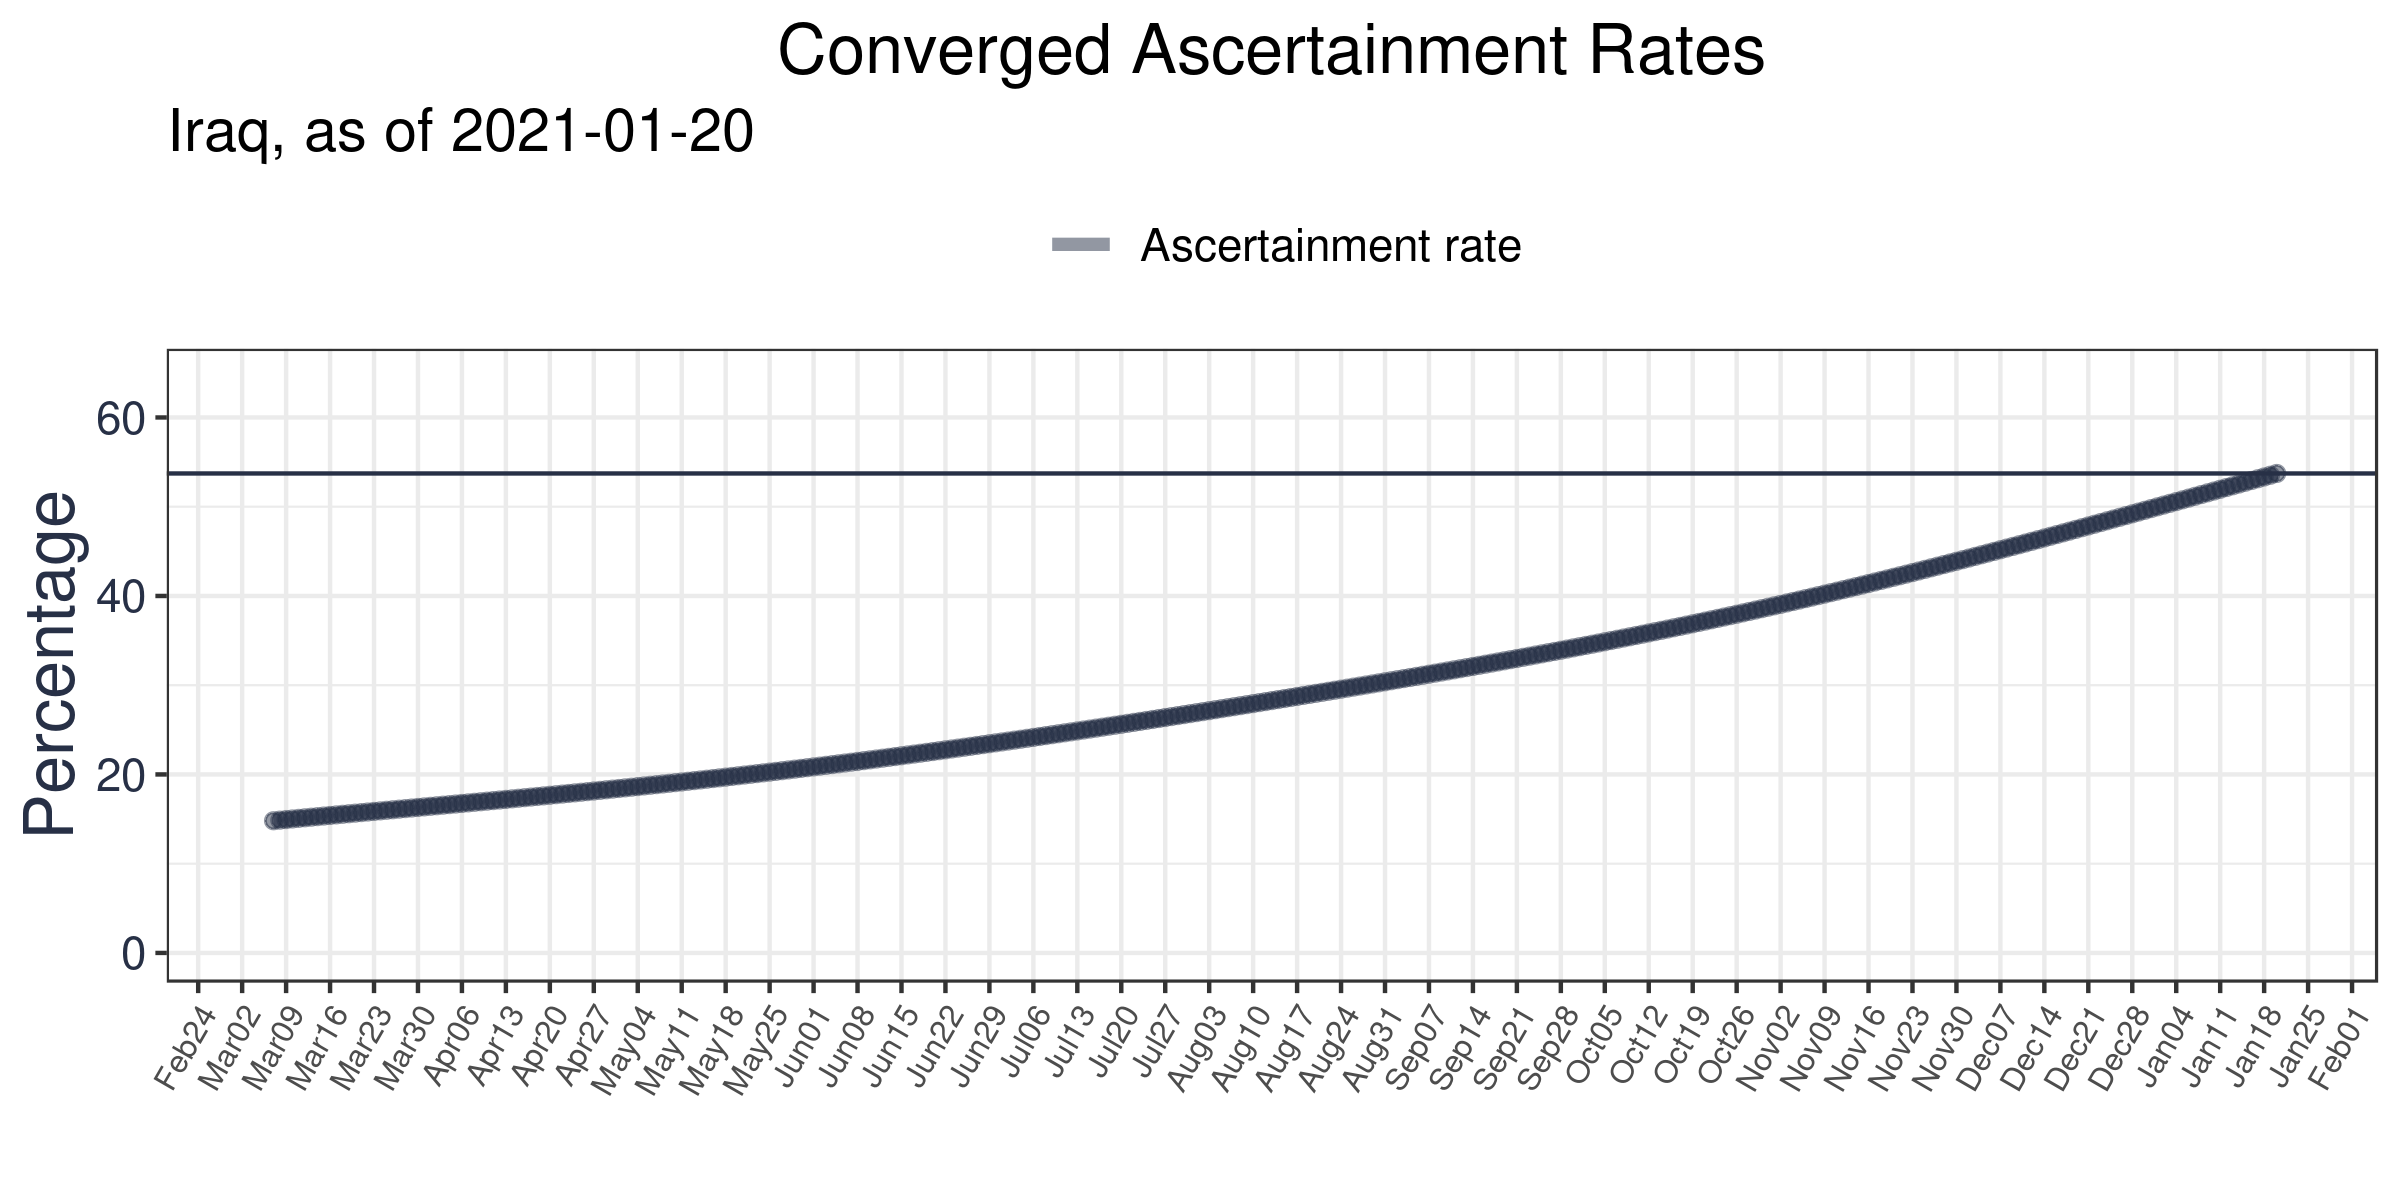 Converged Ascertainment Rates
Iraq, as of 2021-01-20
Ascertainment rate
Percentage
60
40
20
0
Feb24 Mar02 Mar09 Mar16 Mar23 Mar30 Apr06 Apr13 Apr20 Apr27 May04 May11 May18 May25 Jun01 Jun08 Jun15 Jun22 Jun29 Jul06 Jul13 Jul20 Jul27 Aug03 Aug10 Aug17 Aug24 Aug31 Sep07 Sep14 Sep21 Sep28 Oct05 Oct12 Oct19 Oct26 Nov02 Nov09 Nov16 Nov23 Nov30 Dec07 Dec14 Dec21 Dec28 Jan04 Jan11 Jan18 Jan25 Feb01